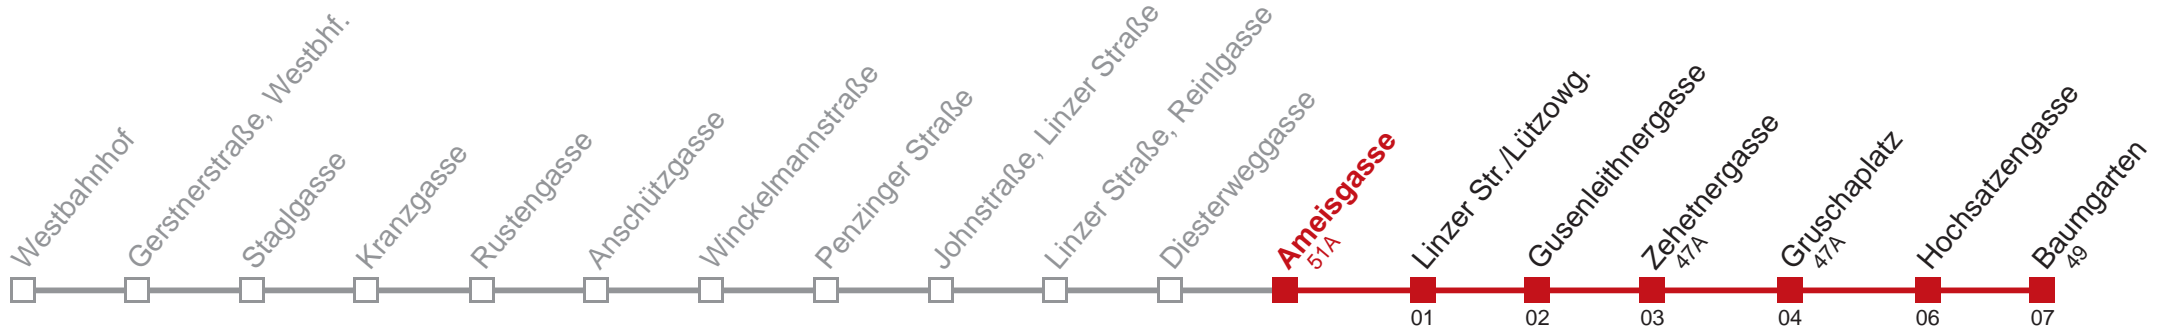 Westbahnhof
Gerstnerstraße, Westbhf.
Staglgasse
Kranzgasse
Rustengasse
Anschützgasse
Winckelmannstraße
Penzinger Straße
Johnstraße, Linzer Straße
Linzer Straße, Reinlgasse
Diesterweggasse
Ameisgasse
51A
Linzer Str./Lützowg.
Gusenleithnergasse
Zehetnergasse
47A
Gruschaplatz
47A
Hochsatzengasse
Baumgarten
49
01
02
03
04
06
07